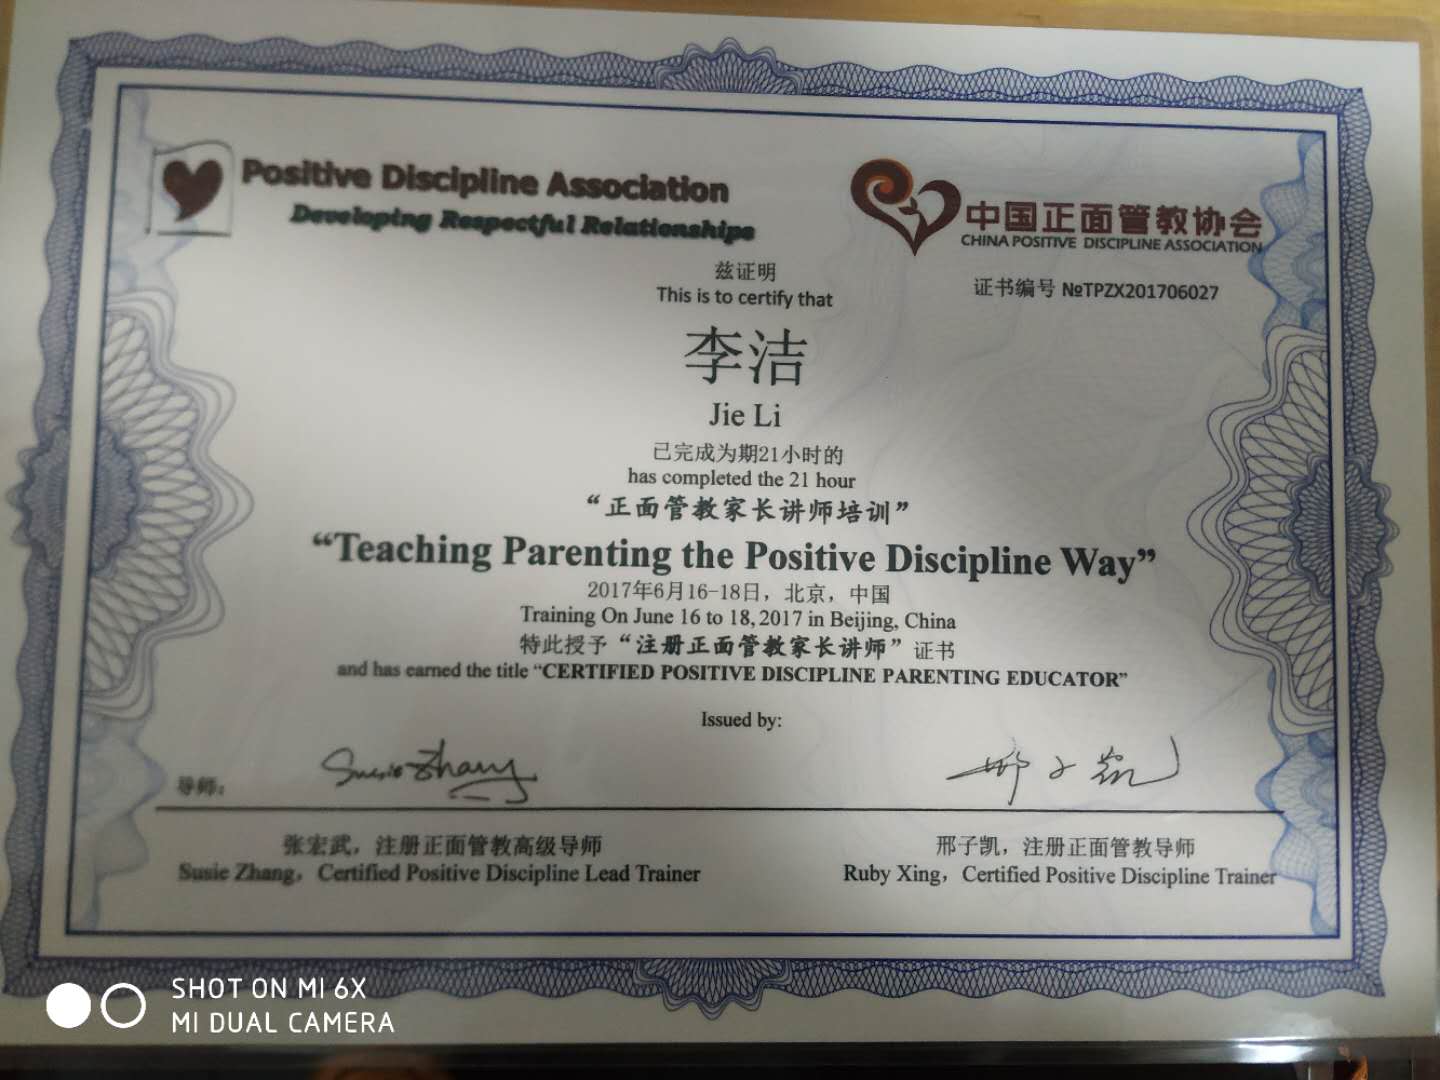 Positive Discipline Association
Developing Respectful Relationships
中国正面管教协会
CHINA POSITIVE DISCIPLINE ASSOCIATION
兹证明
This is to certify that
证书编号 №TPZX201706027
李洁
Jie Li
已完成为期21小时的
has completed the 21 hour
“正面管教家长讲师培训”
“Teaching Parenting the Positive Discipline Way”
2017年6月16-18日，北京，中国
Training On June 16 to 18, 2017 in Beijing, China
特此授予“注册正面管教家长讲师”证书
and has earned the title “CERTIFIED POSITIVE DISCIPLINE PARENTING EDUCATOR”
Issued by:
导师：
Susie Zhang
邢子凯
张宏武，注册正面管教高级导师
Susie Zhang，Certified Positive Discipline Lead Trainer
邢子凯，注册正面管教导师
Ruby Xing，Certified Positive Discipline Trainer
SHOT ON MI 6X
MI DUAL CAMERA